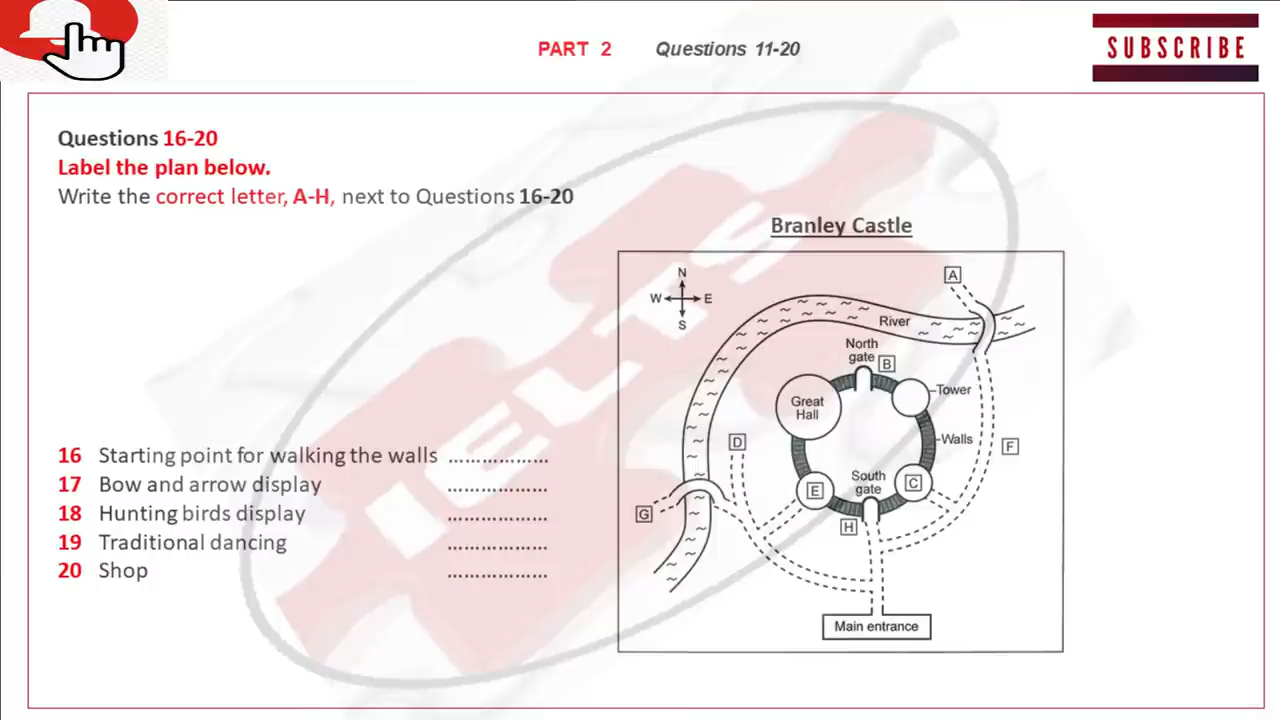 PART 2 Questions 11-20
SUBSCRIBE
Questions 16-20
Label the plan below.
Write the correct letter, A-H, next to Questions 16-20
Branley Castle
A
N
W E
S
River
North
gate
B
Great
Hall
Tower
D
Walls
F
South
gate
E
C
G
H
Main entrance
16 Starting point for walking the walls ..................
17 Bow and arrow display ..................
18 Hunting birds display ..................
19 Traditional dancing ..................
20 Shop ..................
IELTS